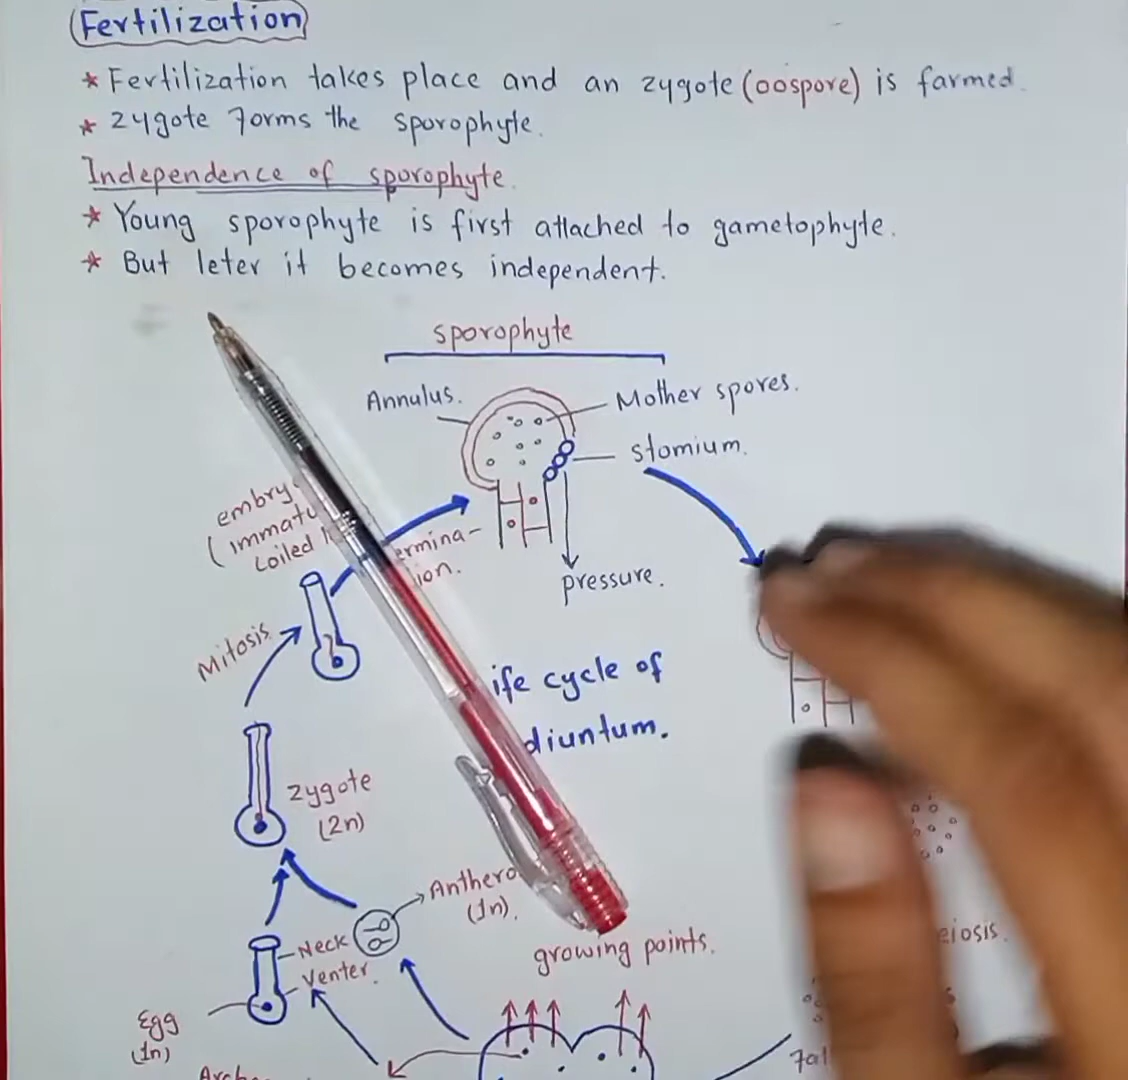 Fertilization
* Fertilization takes place and an zygote (oospore) is farmed.
* zygote forms the sporophyte.
Independence of sporophyte.
* Young sporophyte is first attached to gametophyte.
* But leter it becomes independent.
sporophyte
Annulus.
Mother spores.
stomium.
pressure.
Mitosis
ife cycle of
diuntum.
zygote
(2n)
(1n).
Neck
venter.
growing points.
Egg
(1n)